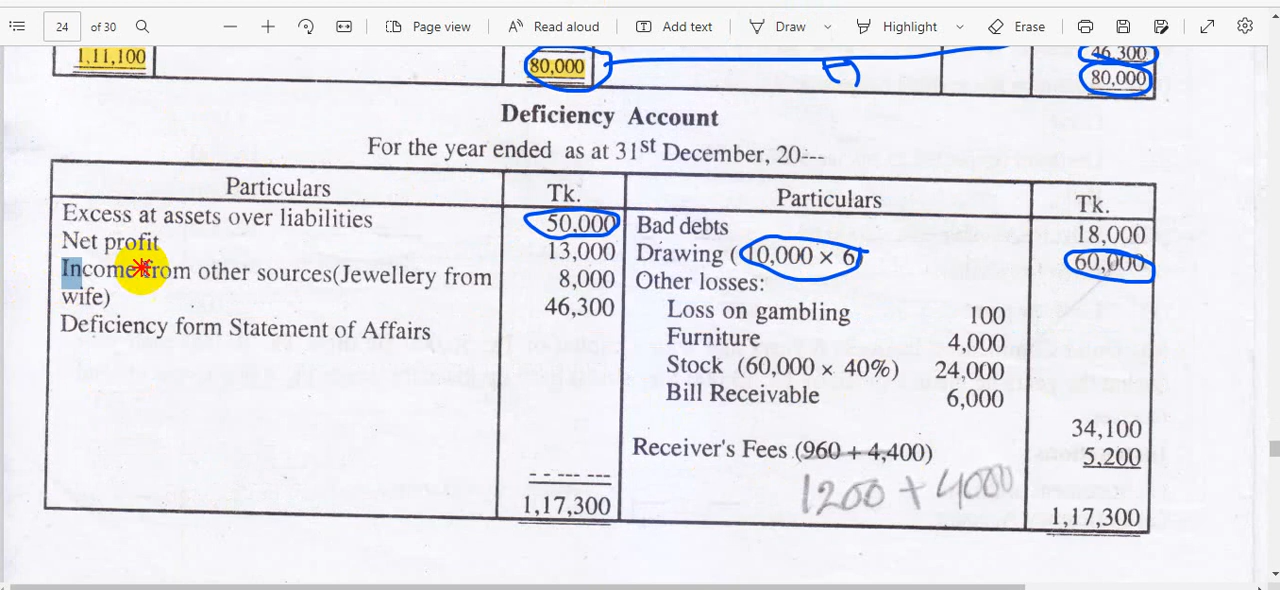 24 of 30 Page view Read aloud Add text Draw Highlight Erase
1,11,100 80,000 46,300
80,000
Deficiency Account
For the year ended as at 31st December, 20---
Particulars Tk. Particulars Tk.
Excess at assets over liabilities 50,000 Bad debts 18,000
Net profit 13,000 Drawing (10,000 × 6) 60,000
Income from other sources(Jewellery from 8,000 Other losses:
wife) 46,300 Loss on gambling 100
Deficiency form Statement of Affairs Furniture 4,000
Stock (60,000 × 40%) 24,000
Bill Receivable 6,000
34,100
Receiver's Fees (960 + 4,400) 5,200
1200 + 4000
1,17,300 1,17,300